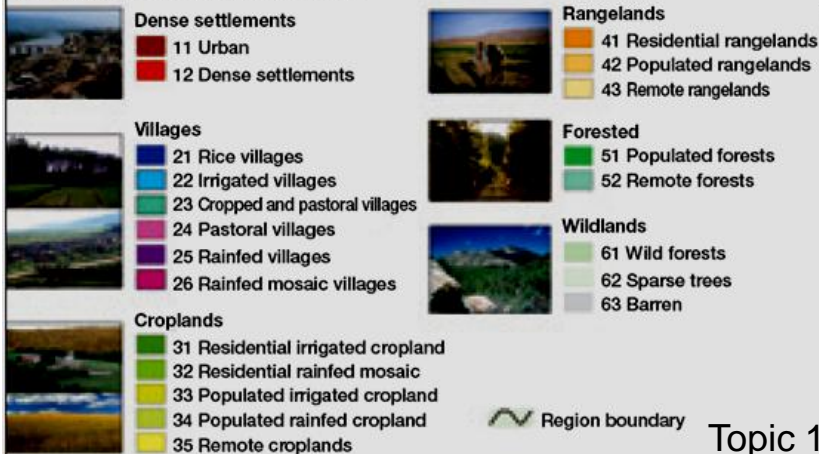 Dense settlements
11 Urban
12 Dense settlements
Villages
21 Rice villages
22 Irrigated villages
23 Cropped and pastoral villages
24 Pastoral villages
25 Rainfed villages
26 Rainfed mosaic villages
Croplands
31 Residential irrigated cropland
32 Residential rainfed mosaic
33 Populated irrigated cropland
34 Populated rainfed cropland
35 Remote croplands
Rangelands
41 Residential rangelands
42 Populated rangelands
43 Remote rangelands
Forested
51 Populated forests
52 Remote forests
Wildlands
61 Wild forests
62 Sparse trees
63 Barren
Region boundary
Topic 1